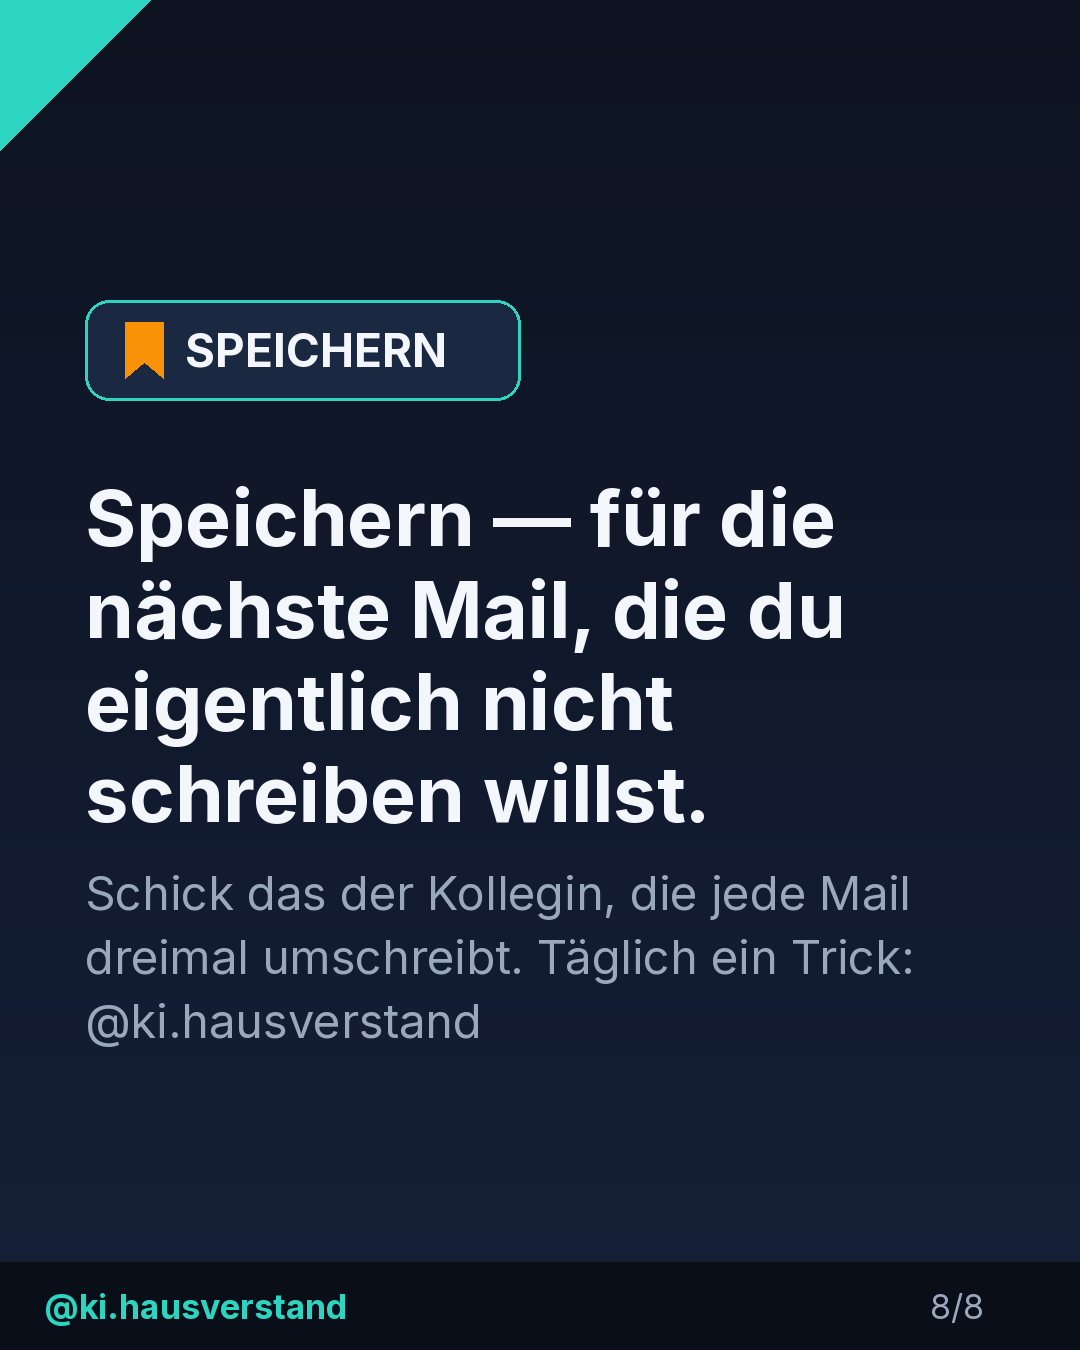 SPEICHERN
Speichern — für die
nächste Mail, die du
eigentlich nicht
schreiben willst.
Schick das der Kollegin, die jede Mail
dreimal umschreibt. Täglich ein Trick:
@ki.hausverstand
@ki.hausverstand
8/8